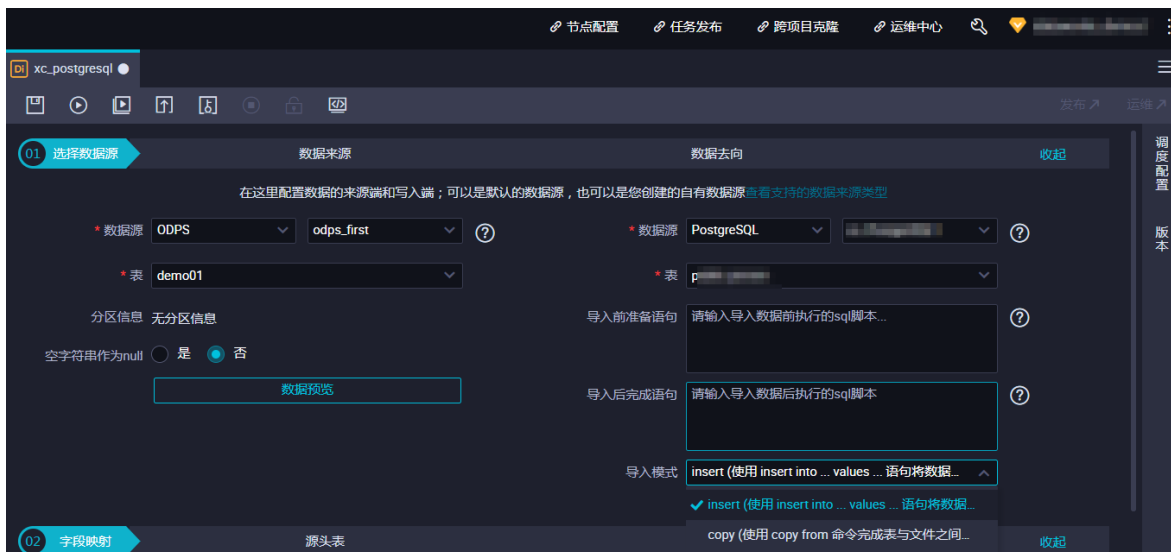 节点配置 任务发布 跨项目克隆 运维中心
Di xc_postgresql
发布 运维
01 选择数据源 数据来源 数据去向 收起
调度配置
版本
在这里配置数据的来源端和写入端；可以是默认的数据源，也可以是您创建的自有数据源查看支持的数据来源类型
* 数据源 ODPS odps_first ? * 数据源 PostgreSQL ?
* 表 demo01 * 表
分区信息 无分区信息 导入前准备语句 请输入导入数据前执行的sql脚本... ?
空字符串作为null 是 否
数据预览 导入后完成语句 请输入导入数据后执行的sql脚本 ?
导入模式 insert (使用 insert into ... values ... 语句将数据...
insert (使用 insert into ... values ... 语句将数据...
copy (使用 copy from 命令完成表与文件之间...
02 字段映射 源头表 收起